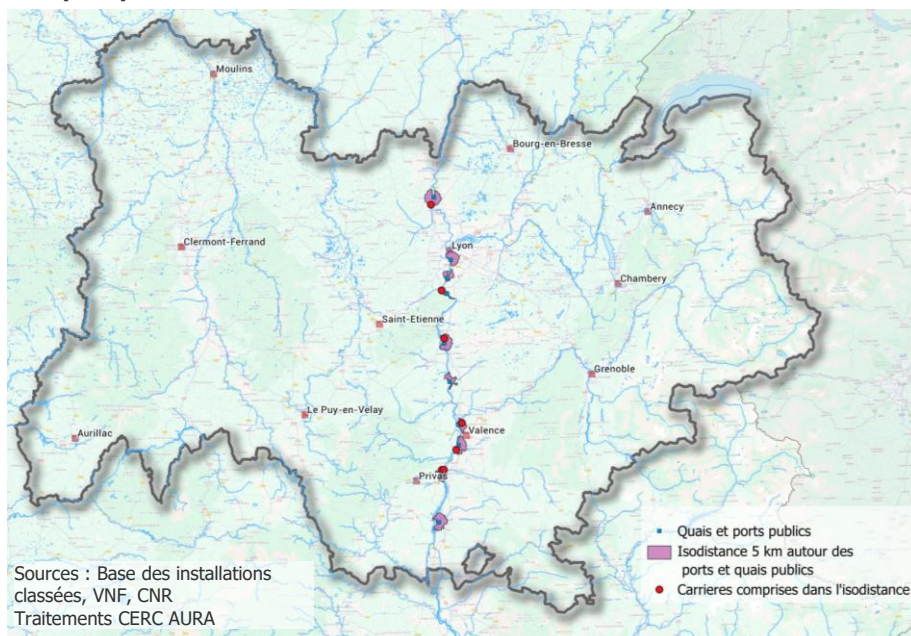 Moulins
Bourg-en-Bresse
Annecy
Clermont-Ferrand
Lyon
Chambery
Saint-Etienne
Grenoble
Le Puy-en-Velay
Aurillac
Valence
Privas
Quais et ports publics
Isodistance 5 km autour des
ports et quais publics
Carrieres comprises dans l'isodistance
Sources : Base des installations
classées, VNF, CNR
Traitements CERC AURA